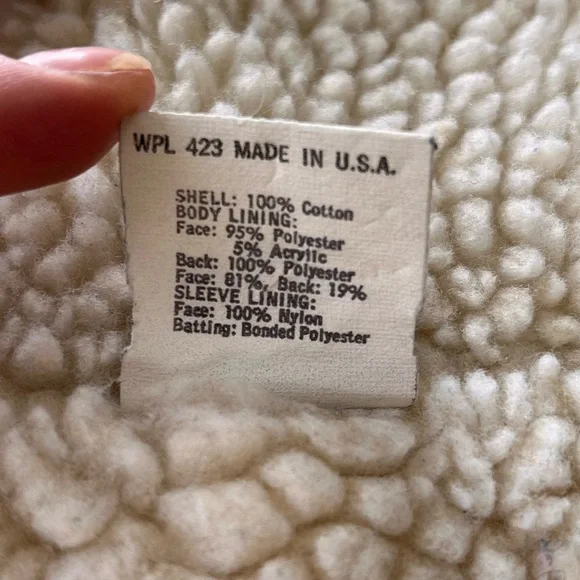 WPL 423 MADE IN U.S.A.
SHELL: 100% Cotton
BODY LINING:
Face: 95% Polyester
5% Acrylic
Back: 100% Polyester
Face: 81%, Back: 19%
SLEEVE LINING:
Face: 100% Nylon
Batting: Bonded Polyester